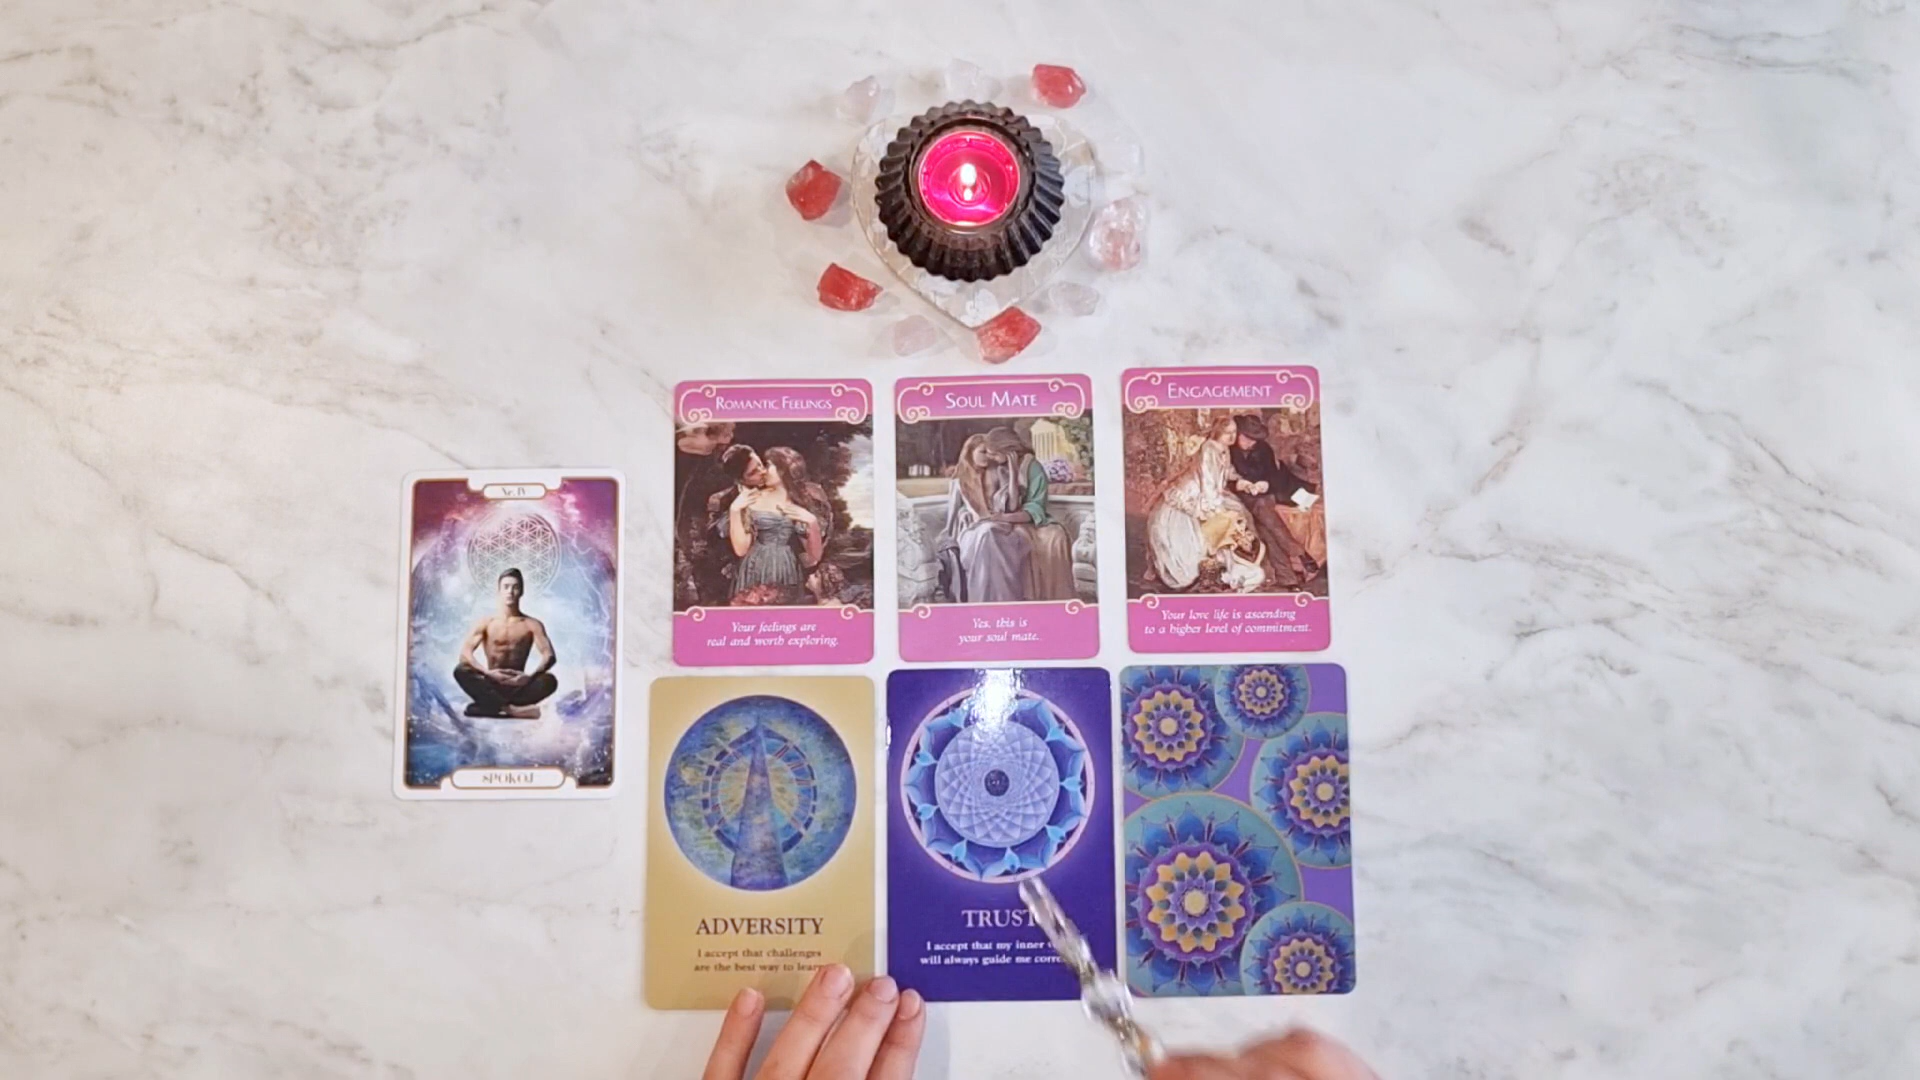 Nr. IV
SPOKÓJ
ROMANTIC FEELINGS
Your feelings are
real and worth exploring.
SOUL MATE
Yes, this is
your soul mate.
ENGAGEMENT
Your love life is ascending
to a higher level of commitment.
ADVERSITY
I accept that challenges
are the best way to learn
TRUST
I accept that my inner
will always guide me